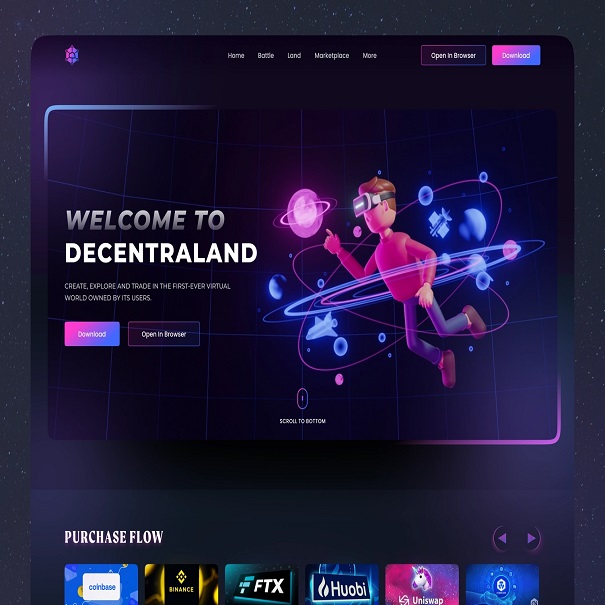 Home Battle Land Marketplace More Open In Browser Download
WELCOME TO
DECENTRALAND
CREATE, EXPLORE AND TRADE IN THE FIRST-EVER VIRTUAL
WORLD OWNED BY ITS USERS.
Download Open In Browser
SCROLL TO BOTTOM
PURCHASE FLOW
coinbase BINANCE FTX Huobi Uniswap